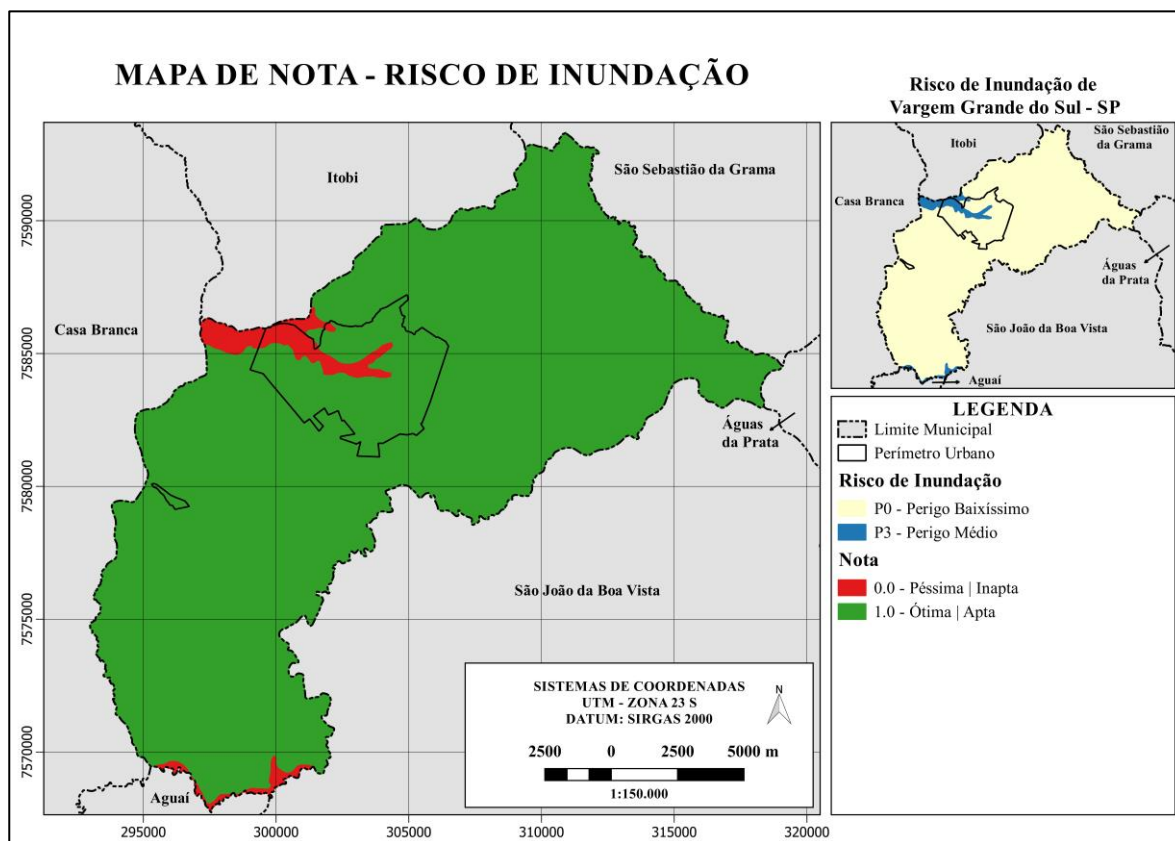 MAPA DE NOTA - RISCO DE INUNDAÇÃO
Itobi
São Sebastião da Grama
Casa Branca
Águas
da Prata
São João da Boa Vista
Aguaí
7590000
7585000
7580000
7575000
7570000
295000
300000
305000
310000
315000
320000
SISTEMAS DE COORDENADAS
UTM - ZONA 23 S
DATUM: SIRGAS 2000
N
2500 0 2500 5000 m
1:150.000
Risco de Inundação de
Vargem Grande do Sul - SP
São Sebastião
da Grama
Itobi
Casa Branca
Águas
da Prata
São João da Boa Vista
Aguaí
LEGENDA
Limite Municipal
Perímetro Urbano
Risco de Inundação
P0 - Perigo Baixíssimo
P3 - Perigo Médio
Nota
0.0 - Péssima | Inapta
1.0 - Ótima | Apta